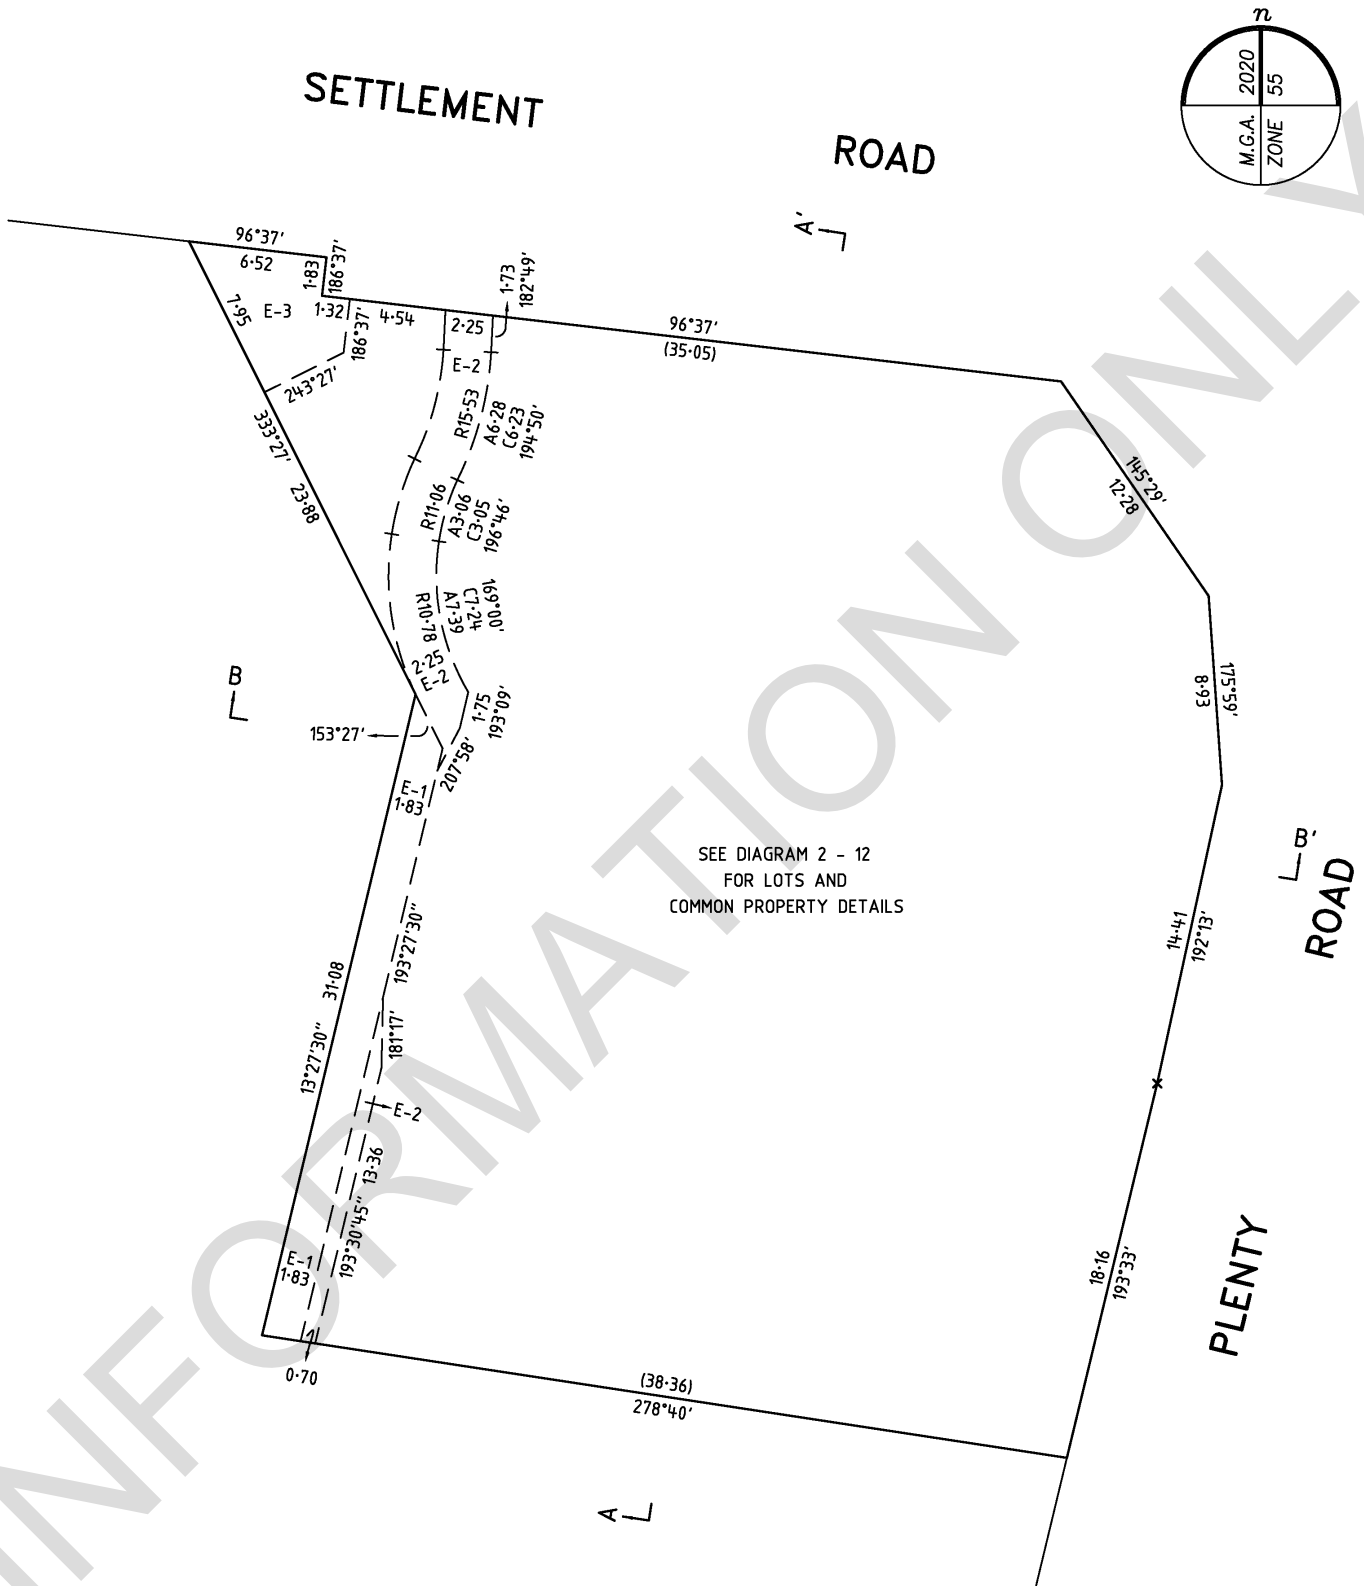 n
M.G.A. 2020
ZONE 55
SETTLEMENT
ROAD
A'
96°37'
6·52
1·83
186°37'
1·73
182°49'
7·95
E-3
1·32
186°37'
4·54
2·25
96°37'
(35·05)
E-2
243°27'
R15·53
A6·28
C6·23
194°50'
333°27'
23·88
145°29'
12·28
R11·06
A3·06
C3·05
196°46'
169°00'
C7·24
A7·39
R10·78
2·25
E-2
B
175°59'
8·93
1·75
193°09'
153°27'
207°58'
E-1
1·83
B'
ROAD
SEE DIAGRAM 2 - 12
FOR LOTS AND
COMMON PROPERTY DETAILS
14·41
192°13'
193°27'30"
31·08
13°27'30"
181°17'
E-2
13·36
193°30'45"
E-1
1·83
18·16
193°33'
PLENTY
0·70
(38·36)
278°40'
A
INFORMATION ONLY